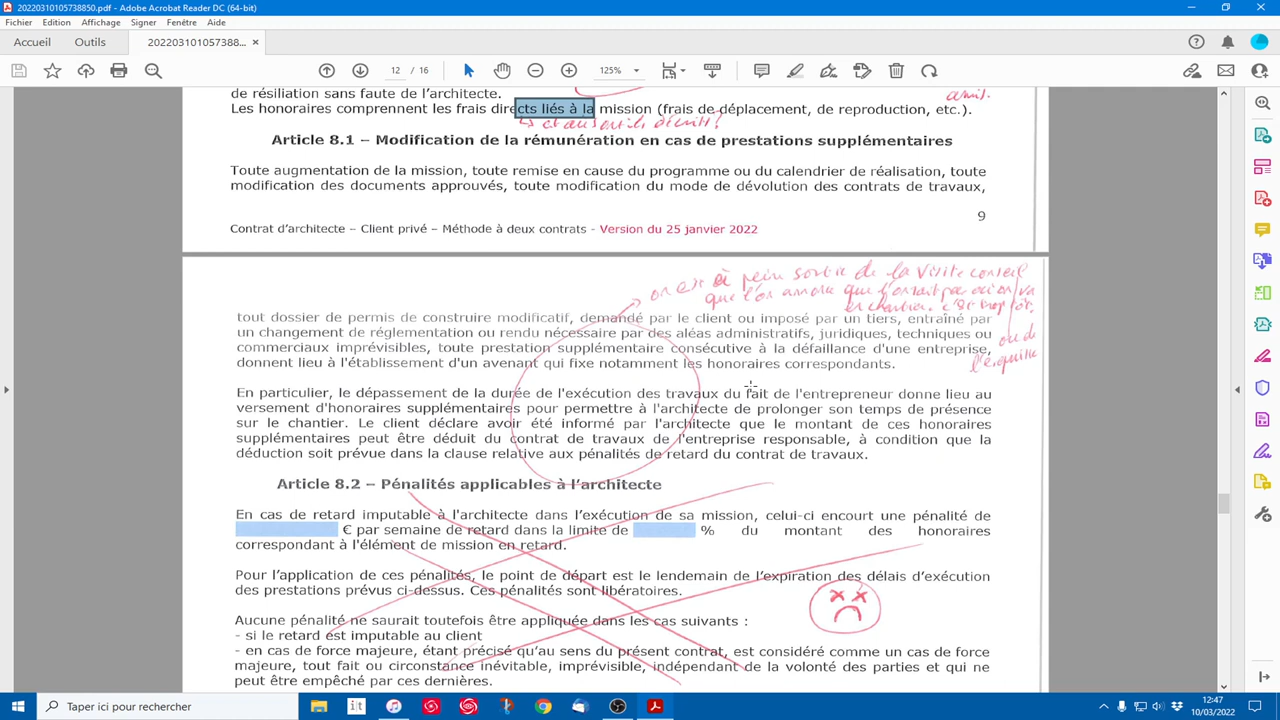 20220310105738850.pdf - Adobe Acrobat Reader DC (64-bit)
Fichier Edition Affichage Signer Fenêtre Aide
Accueil Outils 202203101057388... ×
12 / 16 125%
de résiliation sans faute de l'architecte.
Les honoraires comprennent les frais directs liés à la mission (frais de déplacement, de reproduction, etc.).
Article 8.1 – Modification de la rémunération en cas de prestations supplémentaires
Toute augmentation de la mission, toute remise en cause du programme ou du calendrier de réalisation, toute
modification des documents approuvés, toute modification du mode de dévolution des contrats de travaux,
9
Contrat d'architecte – Client privé – Méthode à deux contrats - Version du 25 janvier 2022
on est à peine sortie de la visite conseil
que l'on
tout dossier de permis de construire modificatif, demandé par le client ou imposé par un tiers, entraîné par
un changement de réglementation ou rendu nécessaire par des aléas administratifs, juridiques, techniques ou
commerciaux imprévisibles, toute prestation supplémentaire consécutive à la défaillance d'une entreprise,
ou de
l'esquisse
donnent lieu à l'établissement d'un avenant qui fixe notamment les honoraires correspondants.
En particulier, le dépassement de la durée de l'exécution des travaux du fait de l'entrepreneur donne lieu au
versement d'honoraires supplémentaires pour permettre à l'architecte de prolonger son temps de présence
sur le chantier. Le client déclare avoir été informé par l'architecte que le montant de ces honoraires
supplémentaires peut être déduit du contrat de travaux de l'entreprise responsable, à condition que la
déduction soit prévue dans la clause relative aux pénalités de retard du contrat de travaux.
Article 8.2 – Pénalités applicables à l'architecte
En cas de retard imputable à l'architecte dans l'exécution de sa mission, celui-ci encourt une pénalité de
€ par semaine de retard dans la limite de % du montant des honoraires
correspondant à l'élément de mission en retard.
Pour l'application de ces pénalités, le point de départ est le lendemain de l'expiration des délais d'exécution
des prestations prévus ci-dessus. Ces pénalités sont libératoires.
Aucune pénalité ne saurait toutefois être appliquée dans les cas suivants :
- si le retard est imputable au client
- en cas de force majeure, étant précisé qu'au sens du présent contrat, est considéré comme un cas de force
majeure, tout fait ou circonstance inévitable, imprévisible, indépendant de la volonté des parties et qui ne
peut être empêché par ces dernières.
Taper ici pour rechercher
12:47
10/03/2022